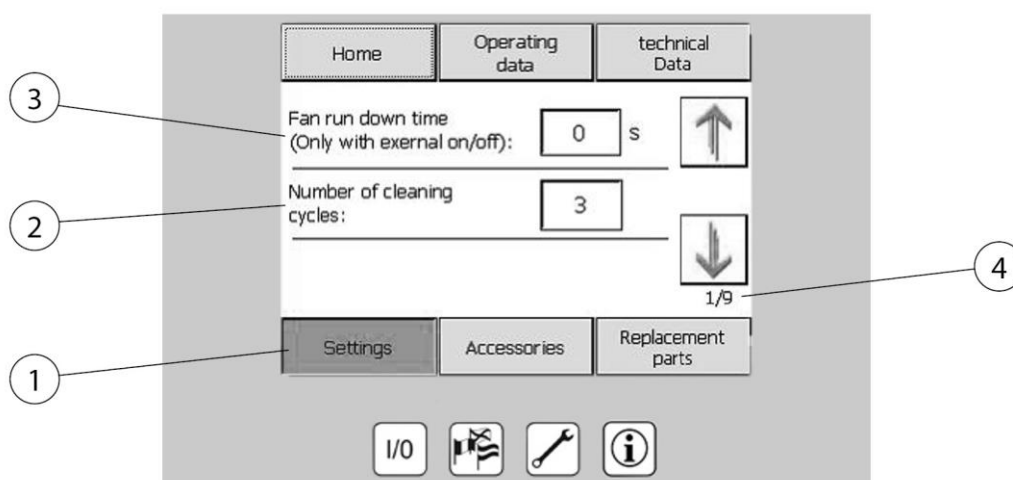 Home
Operating
data
technical
Data
3
Fan run down time
(Only with exernal on/off):
0
s
2
Number of cleaning
cycles:
3
4
1/9
1
Settings
Accessories
Replacement
parts
I/0
i